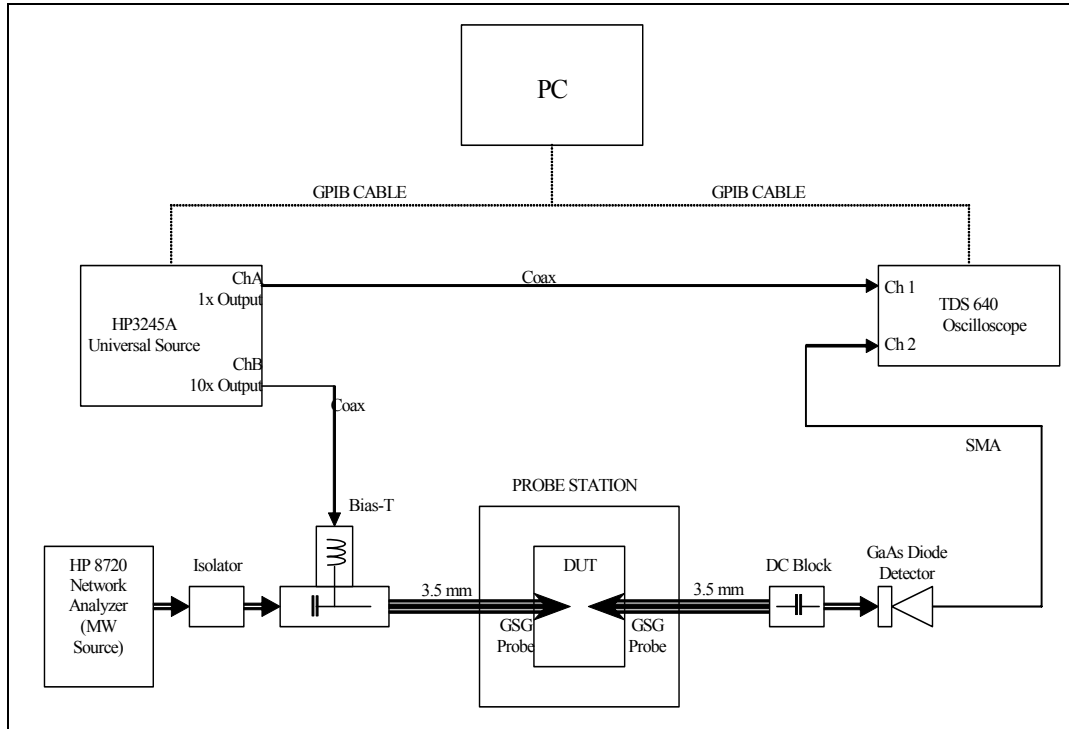 PC
GPIB CABLE
GPIB CABLE
ChA
1x Output
HP3245A
Universal Source
ChB
10x Output
Coax
Ch 1
TDS 640
Oscilloscope
Ch 2
Coax
SMA
Bias-T
PROBE STATION
HP 8720
Network
Analyzer
(MW
Source)
Isolator
3.5 mm
GSG
Probe
DUT
GSG
Probe
3.5 mm
DC Block
GaAs Diode
Detector